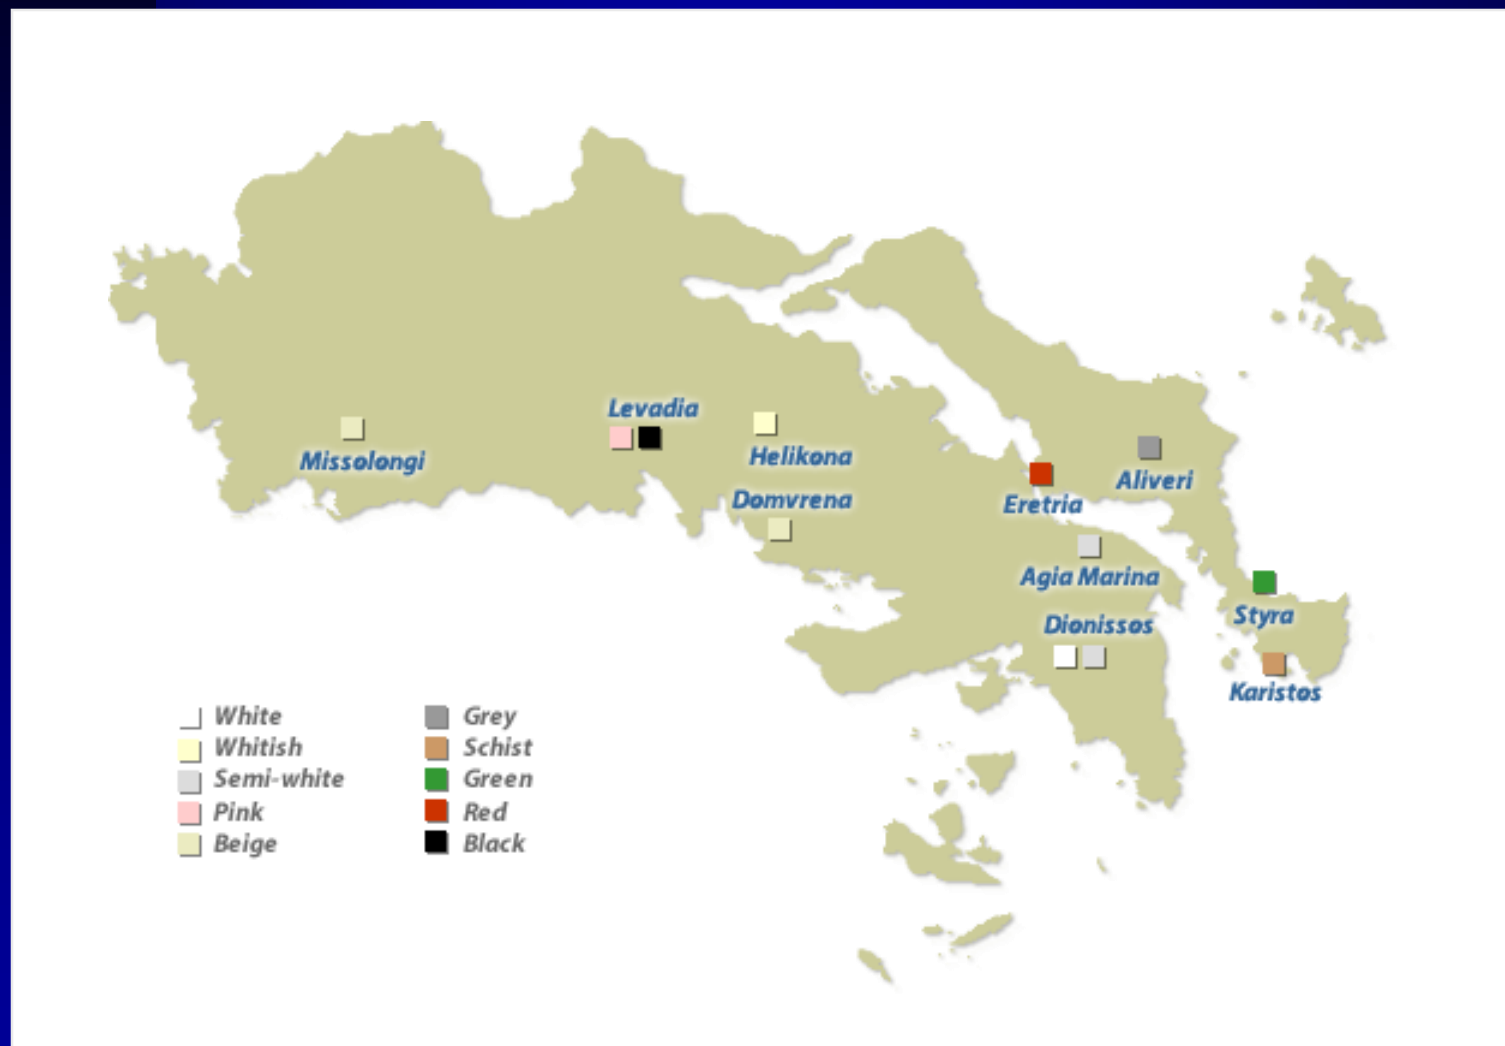 Levadia
Missolongi
Helikona
Domvrena
Aliveri
Eretria
Agia Marina
Styra
Dionissos
Karistos
White
Whitish
Semi-white
Pink
Beige
Grey
Schist
Green
Red
Black